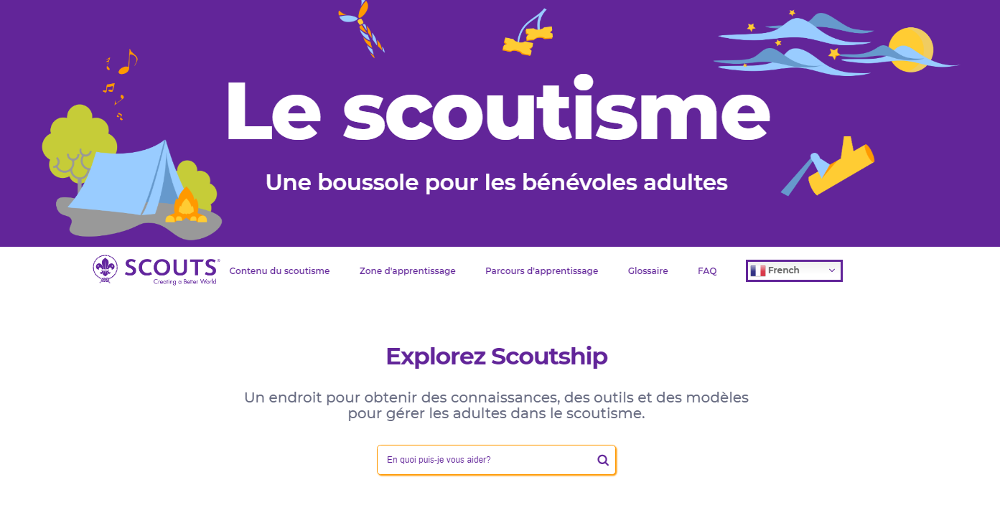 Le scoutisme
Une boussole pour les bénévoles adultes
SCOUTS®
Creating a Better World
Contenu du scoutisme
Zone d'apprentissage
Parcours d'apprentissage
Glossaire
FAQ
French
Explorez Scoutship
Un endroit pour obtenir des connaissances, des outils et des modèles
pour gérer les adultes dans le scoutisme.
En quoi puis-je vous aider?